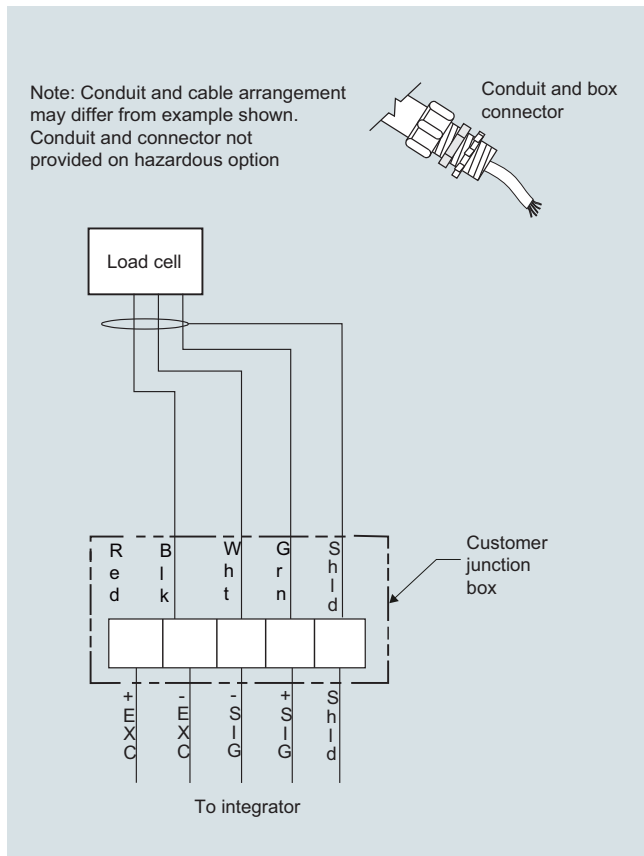 Note: Conduit and cable arrangement
may differ from example shown.
Conduit and connector not
provided on hazardous option
Conduit and box
connector
Load cell
Red
Blk
Wht
Grn
Shld
Customer
junction
box
+EXC
-EXC
-SIG
+SIG
Shld
To integrator